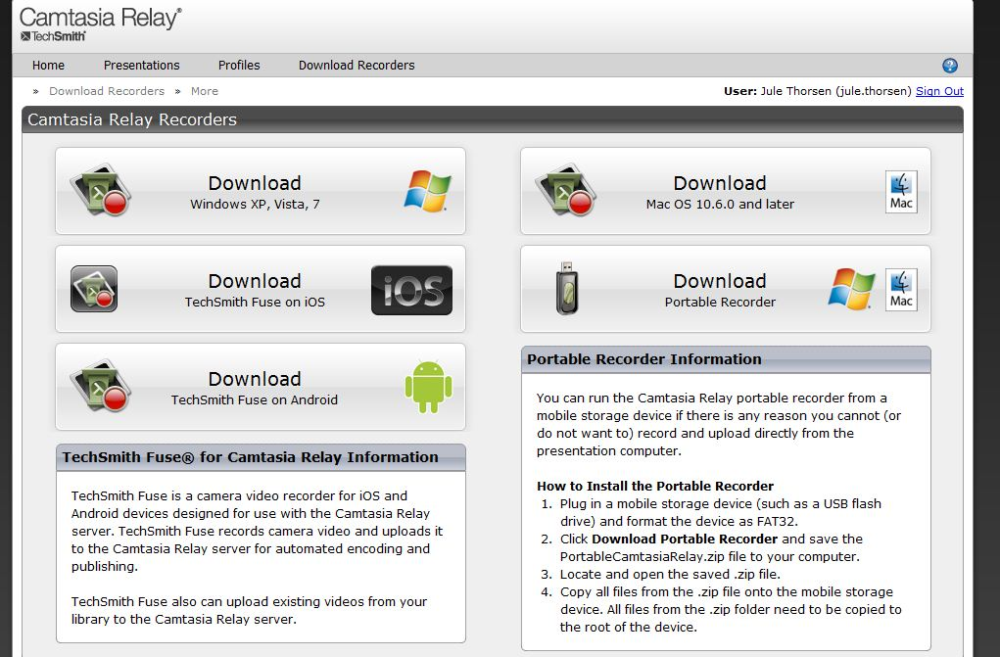 Camtasia Relay®
TechSmith®
Home Presentations Profiles Download Recorders ?
» Download Recorders » More
User: Jule Thorsen (jule.thorsen) Sign Out
Camtasia Relay Recorders
Download
Windows XP, Vista, 7
Download
Mac OS 10.6.0 and later
Mac
Download
TechSmith Fuse on iOS
iOS
Download
Portable Recorder
Mac
Download
TechSmith Fuse on Android
TechSmith Fuse® for Camtasia Relay Information
TechSmith Fuse is a camera video recorder for iOS and
Android devices designed for use with the Camtasia Relay
server. TechSmith Fuse records camera video and uploads it
to the Camtasia Relay server for automated encoding and
publishing.
TechSmith Fuse also can upload existing videos from your
library to the Camtasia Relay server.
Portable Recorder Information
You can run the Camtasia Relay portable recorder from a
mobile storage device if there is any reason you cannot (or
do not want to) record and upload directly from the
presentation computer.
How to Install the Portable Recorder
1. Plug in a mobile storage device (such as a USB flash
drive) and format the device as FAT32.
2. Click Download Portable Recorder and save the
PortableCamtasiaRelay.zip file to your computer.
3. Locate and open the saved .zip file.
4. Copy all files from the .zip file onto the mobile storage
device. All files from the .zip folder need to be copied to
the root of the device.